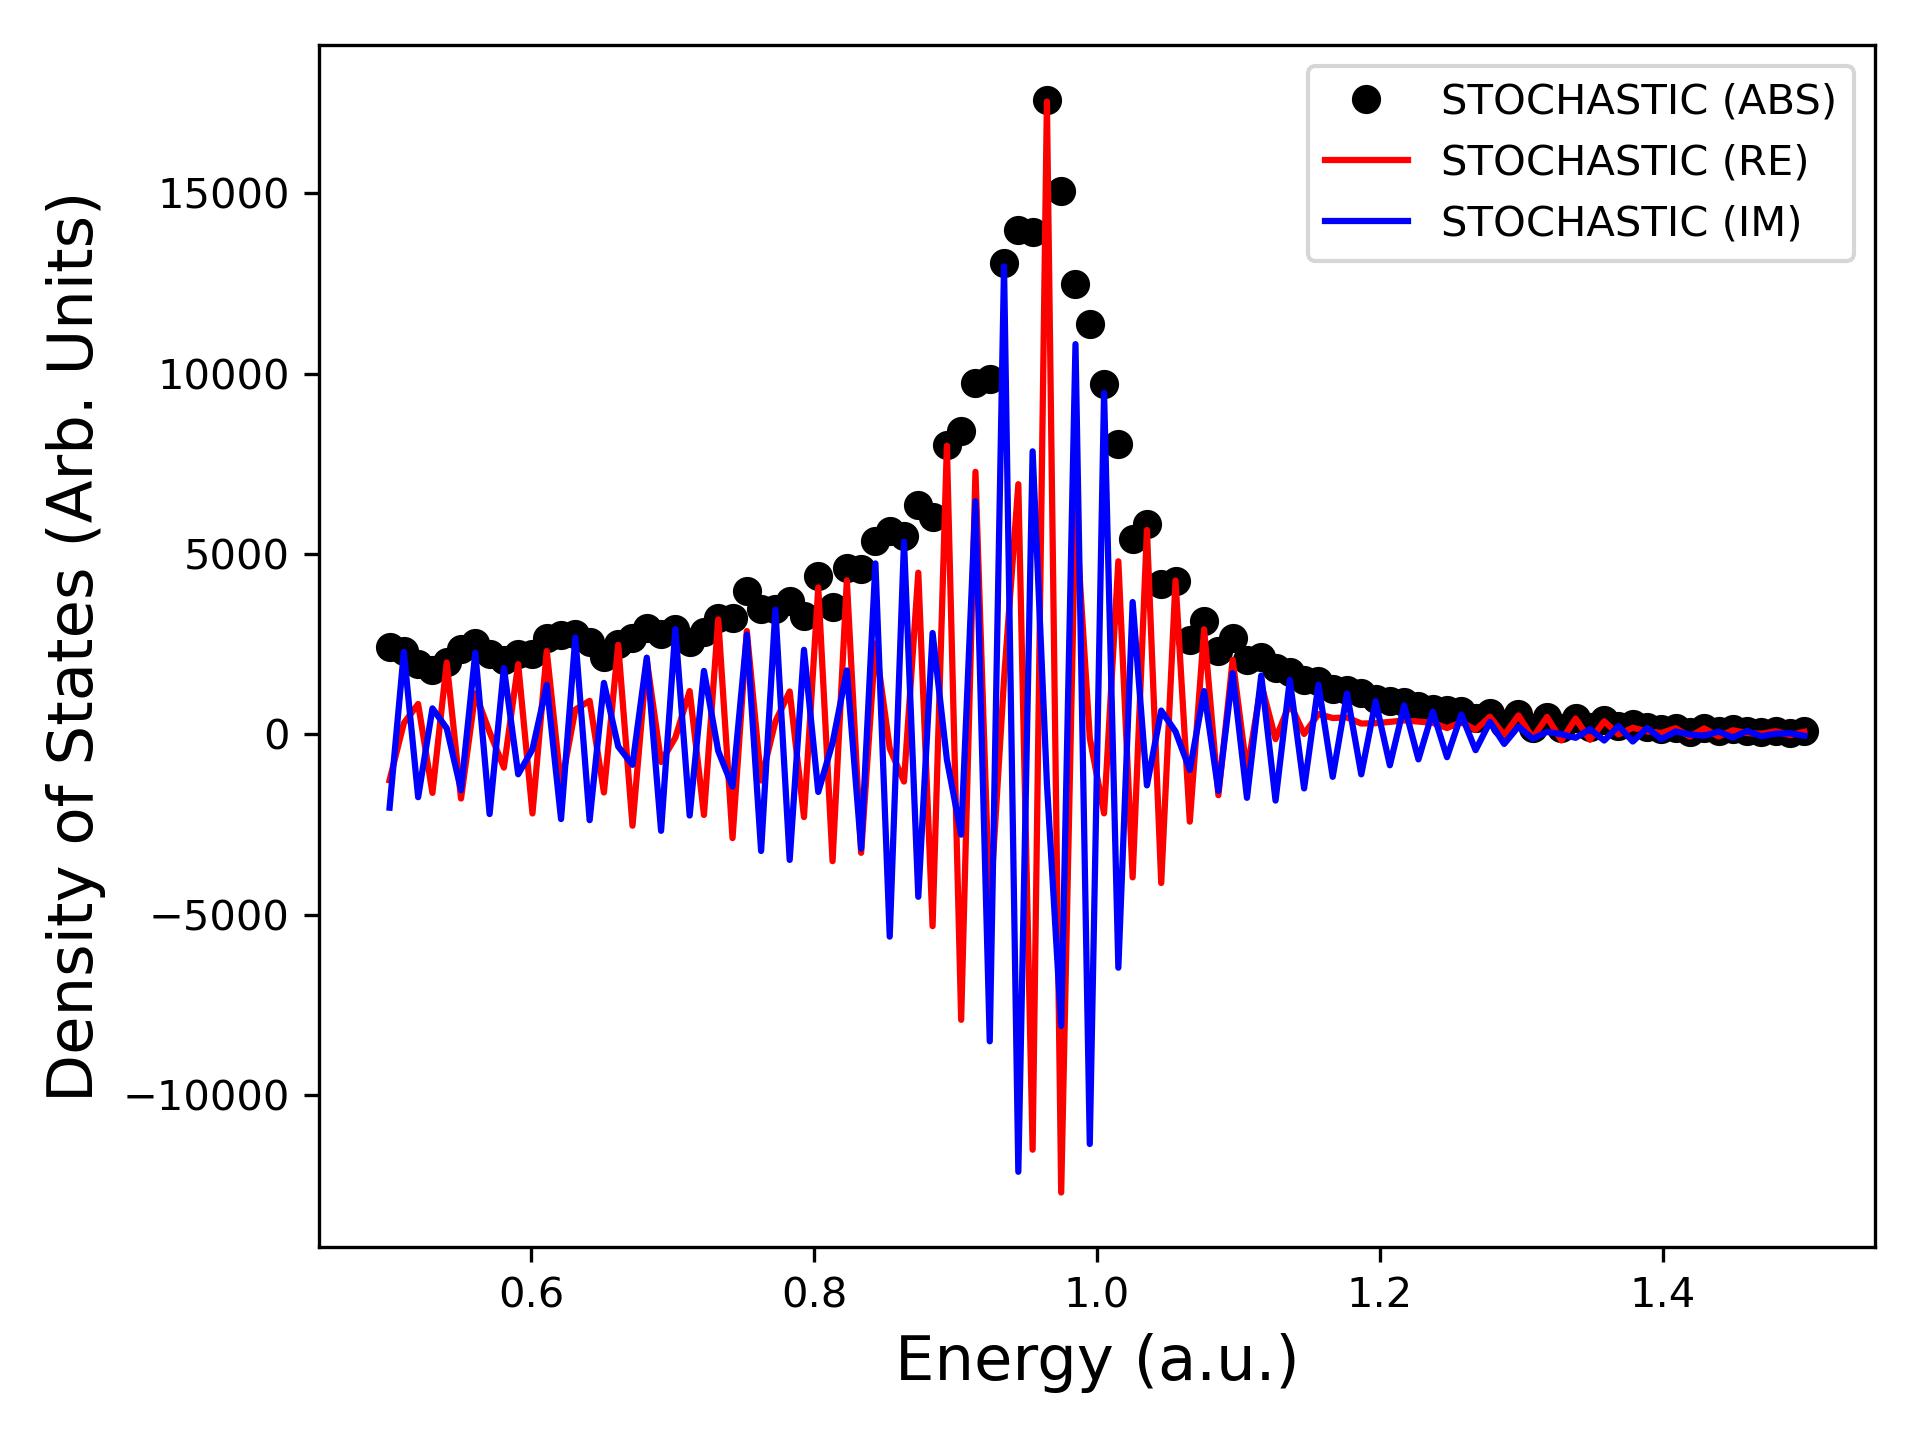 STOCHASTIC (ABS)
STOCHASTIC (RE)
STOCHASTIC (IM)
Density of States (Arb. Units)
15000
10000
5000
0
−5000
−10000
0.6
0.8
1.0
1.2
1.4
Energy (a.u.)